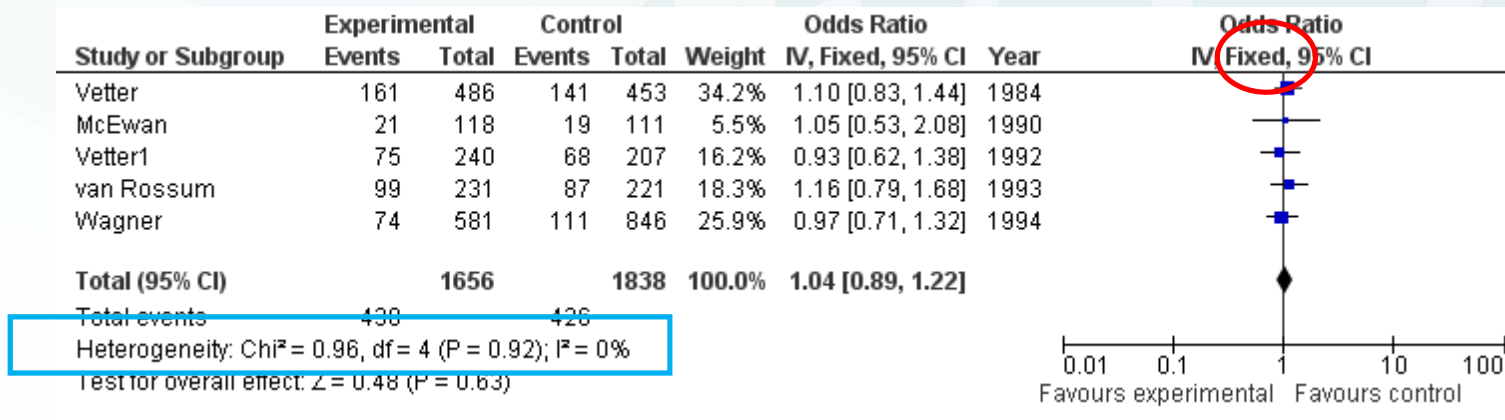 Experimental Control Odds Ratio Odds Ratio
Study or Subgroup Events Total Events Total Weight IV, Fixed, 95% CI Year IV, Fixed, 95% CI
Vetter 161 486 141 453 34.2% 1.10 [0.83, 1.44] 1984
McEwan 21 118 19 111 5.5% 1.05 [0.53, 2.08] 1990
Vetter1 75 240 68 207 16.2% 0.93 [0.62, 1.38] 1992
van Rossum 99 231 87 221 18.3% 1.16 [0.79, 1.68] 1993
Wagner 74 581 111 846 25.9% 0.97 [0.71, 1.32] 1994
Total (95% CI) 1656 1838 100.0% 1.04 [0.89, 1.22]
Total events 430 426
Heterogeneity: Chi² = 0.96, df = 4 (P = 0.92); I² = 0%
Test for overall effect: Z = 0.48 (P = 0.63)
0.01 0.1 1 10 100
Favours experimental Favours control